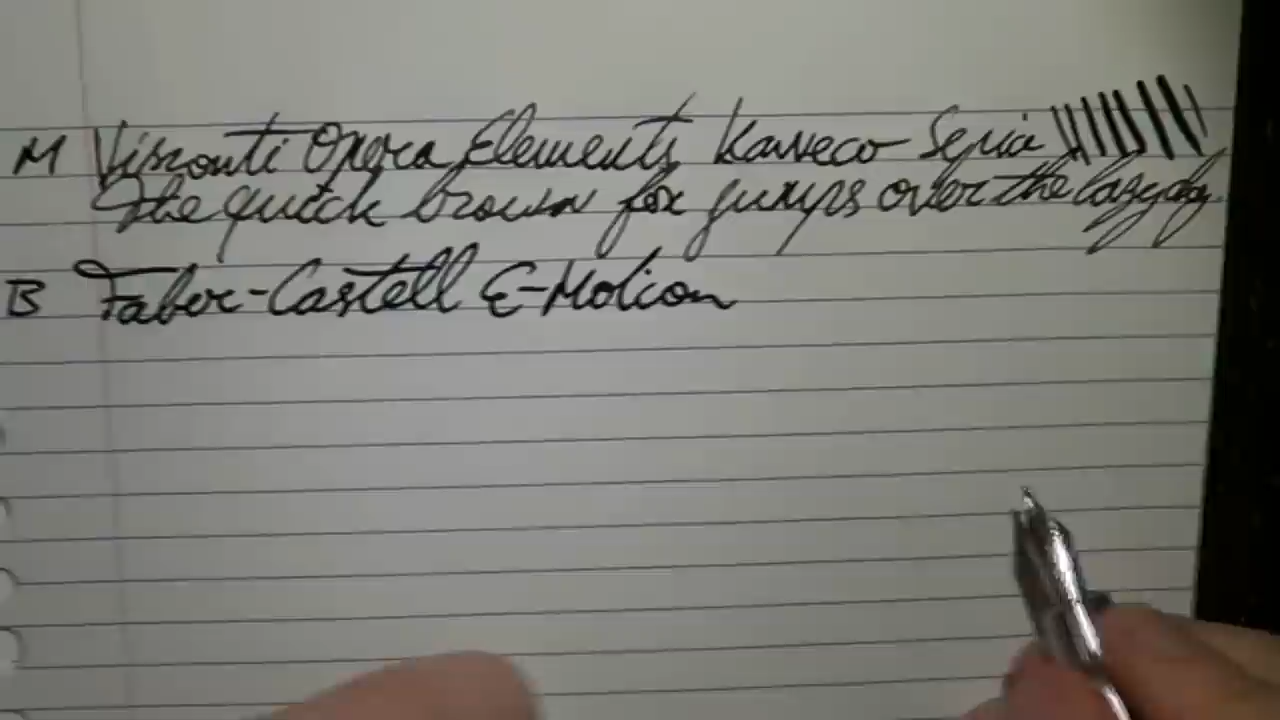 M Visconti Opera Elements Kaweco Sepia
The quick brown fox jumps over the lazy dog.
B Faber-Castell E-Motion